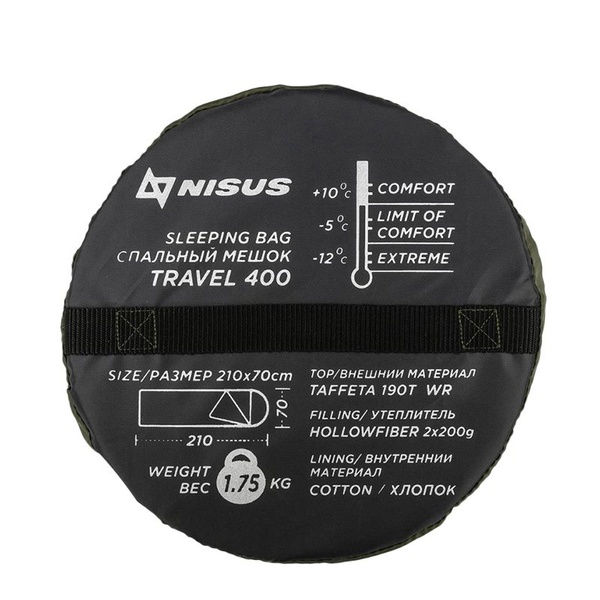 NISUS
SLEEPING BAG
СПАЛЬНЫЙ МЕШОК
TRAVEL 400
+10°C COMFORT
-5°C LIMIT OF
COMFORT
-12°C EXTREME
SIZE/РАЗМЕР 210x70cm
70
210
WEIGHT
ВЕС 1.75 KG
TOP/ВНЕШНИЙ МАТЕРИАЛ
TAFFETA 190T WR
FILLING/ УТЕПЛИТЕЛЬ
HOLLOWFIBER 2x200g
LINING/ ВНУТРЕННИЙ
МАТЕРИАЛ
COTTON / ХЛОПОК